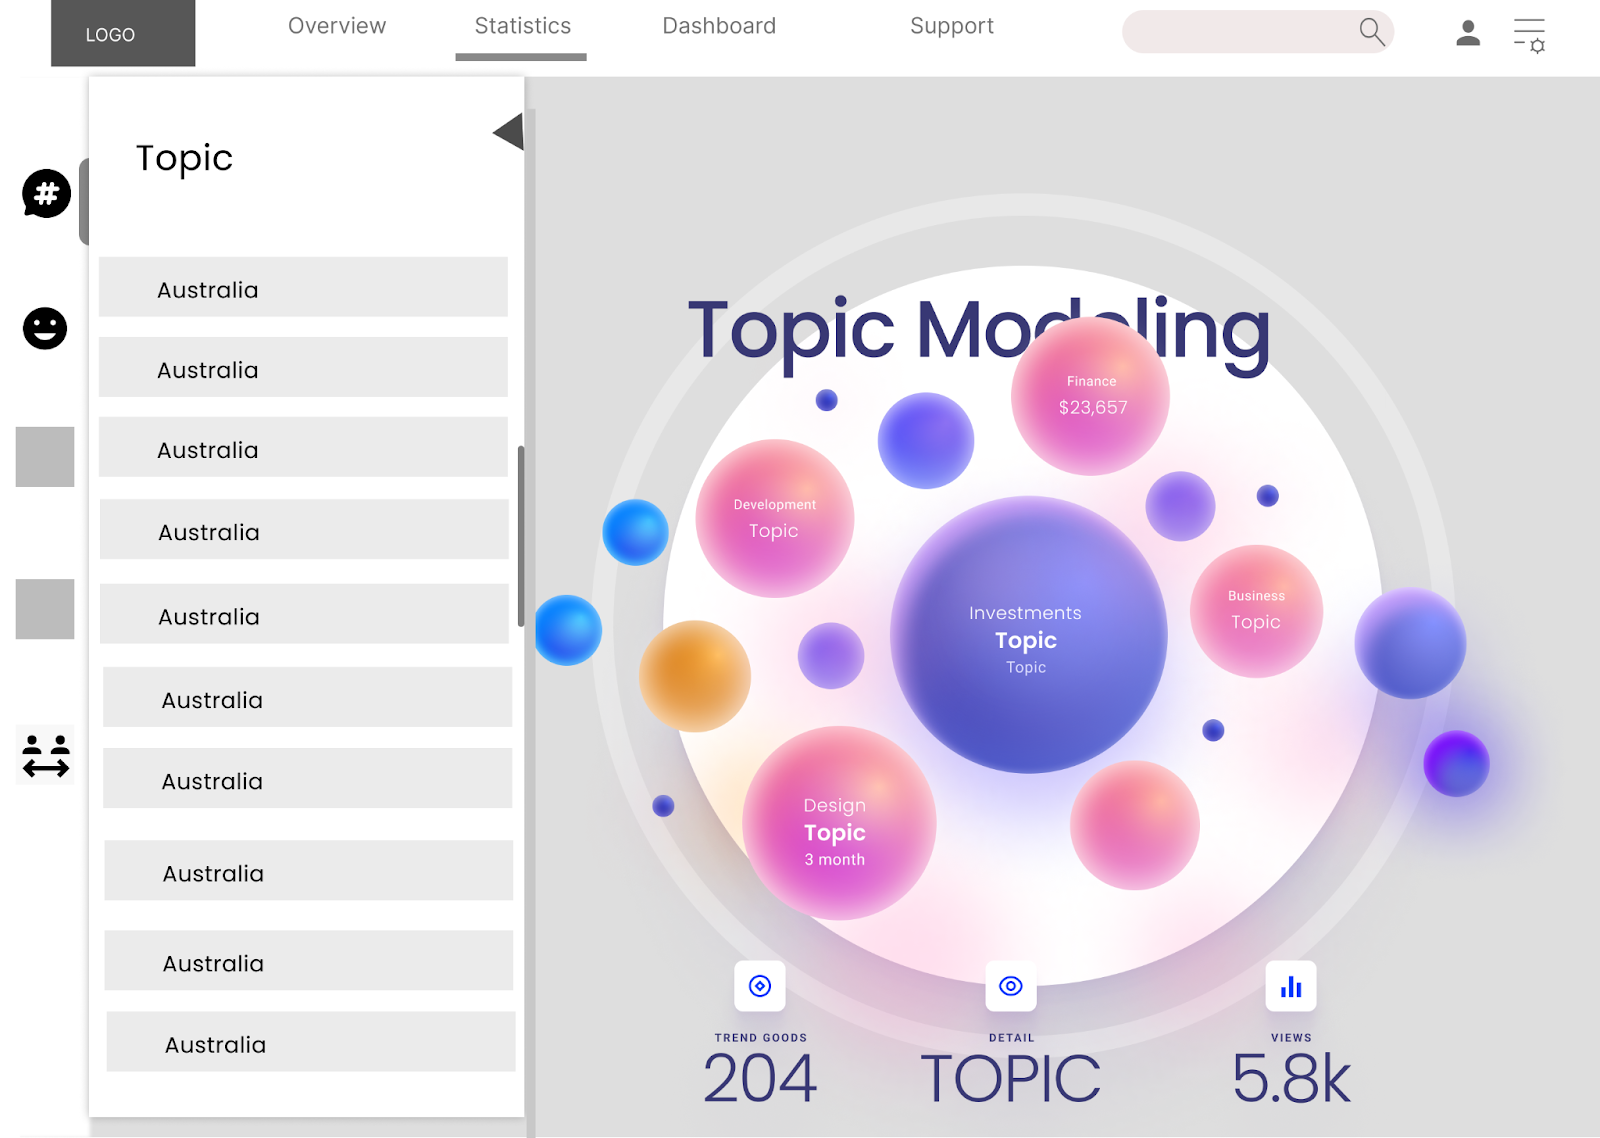 LOGO
Overview
Statistics
Dashboard
Support
Topic
Australia
Australia
Australia
Australia
Australia
Australia
Australia
Australia
Australia
Australia
Topic Modeling
Finance
$23,657
Development
Topic
Investments
Topic
Topic
Business
Topic
Design
Topic
3 month
TREND GOODS
204
DETAIL
TOPIC
VIEWS
5.8k